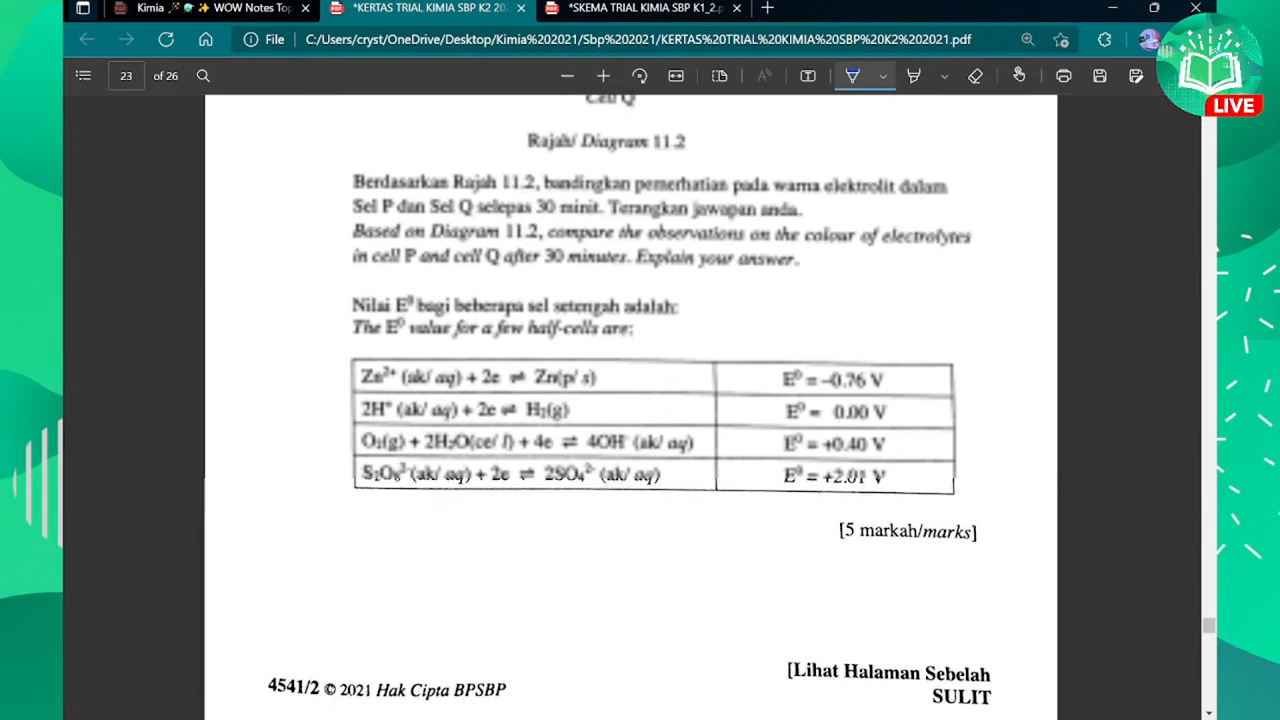 Kimia 🪄 🌍 ✨ WOW Notes Top
*KERTAS TRIAL KIMIA SBP K2 202
*SKEMA TRIAL KIMIA SBP K1_2.p
File
C:/Users/cryst/OneDrive/Desktop/Kimia%202021/Sbp%202021/KERTAS%20TRIAL%20KIMIA%20SBP%20K2%202021.pdf
LIVE
23 of 26
Cell Q
Rajah/ Diagram 11.2
Berdasarkan Rajah 11.2, bandingkan pemerhatian pada warna elektrolit dalam
Sel P dan Sel Q selepas 30 minit. Terangkan jawapan anda.
Based on Diagram 11.2, compare the observations on the colour of electrolytes
in cell P and cell Q after 30 minutes. Explain your answer.
Nilai E⁰ bagi beberapa sel setengah adalah:
The E⁰ value for a few half-cells are:
Zn²⁺ (ak/ aq) + 2e ⇌ Zn(p/ s) E⁰ = –0.76 V
2H⁺ (ak/ aq) + 2e ⇌ H₂(g) E⁰ = 0.00 V
O₂(g) + 2H₂O(ce/ l) + 4e ⇌ 4OH⁻ (ak/ aq) E⁰ = +0.40 V
S₂O₈²⁻(ak/ aq) + 2e ⇌ 2SO₄²⁻ (ak/ aq) E⁰ = +2.01 V
[5 markah/marks]
[Lihat Halaman Sebelah
4541/2 © 2021 Hak Cipta BPSBP
SULIT